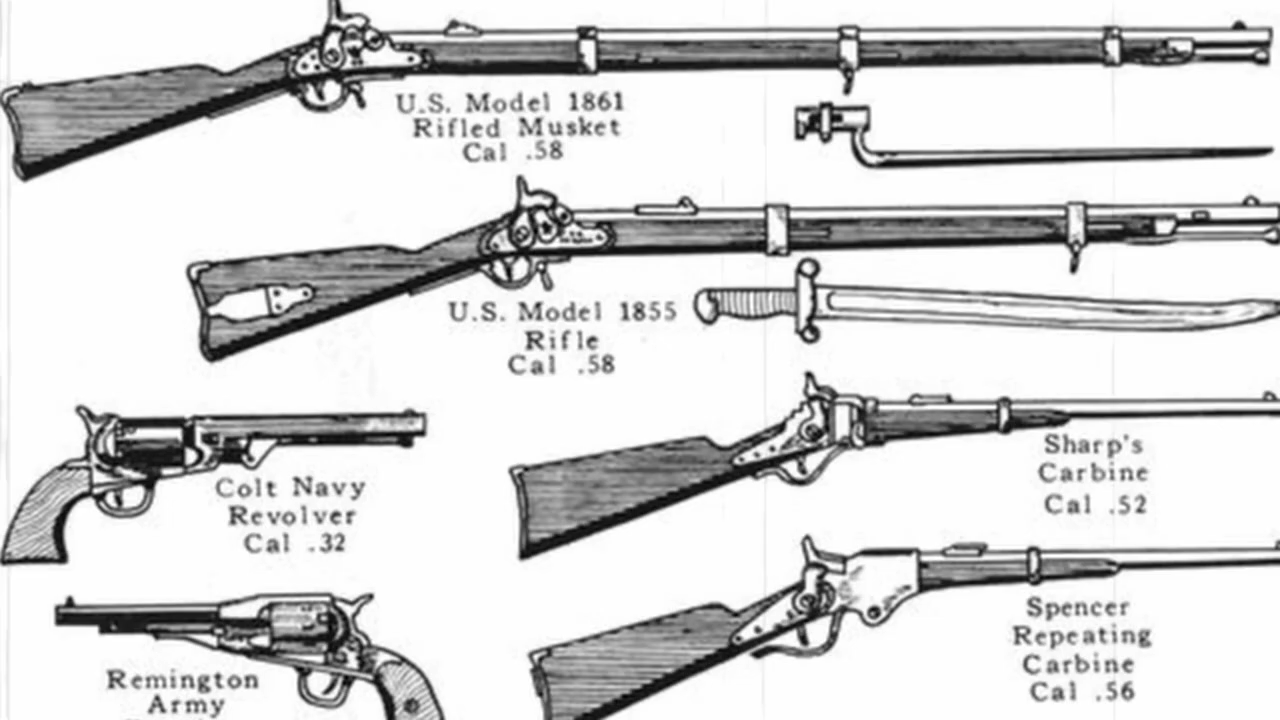 U.S. Model 1861
Rifled Musket
Cal .58
U.S. Model 1855
Rifle
Cal .58
Colt Navy
Revolver
Cal .32
Sharp's
Carbine
Cal .52
Spencer
Repeating
Carbine
Cal .56
Remington
Army